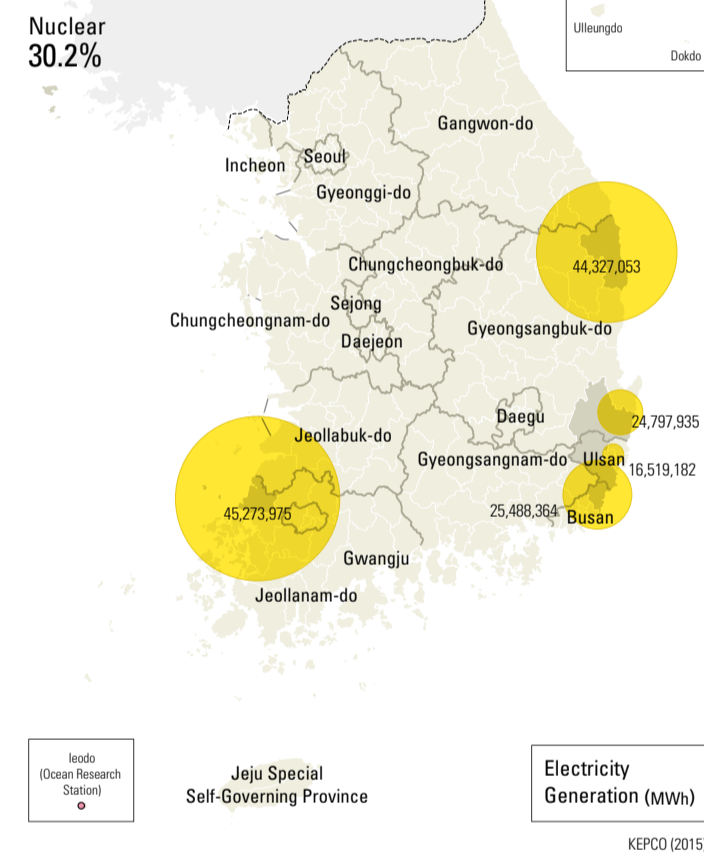 Nuclear
30.2%
Ulleungdo
Dokdo
Gangwon-do
Incheon
Seoul
Gyeonggi-do
Chungcheongbuk-do
44,327,053
Sejong
Chungcheongnam-do
Gyeongsangbuk-do
Daejeon
Daegu
24,797,935
Jeollabuk-do
Gyeongsangnam-do
Ulsan
16,519,182
45,273,975
25,488,364
Busan
Gwangju
Jeollanam-do
Ieodo
(Ocean Research
Station)
Jeju Special
Self-Governing Province
Electricity
Generation (MWh)
KEPCO (2015)